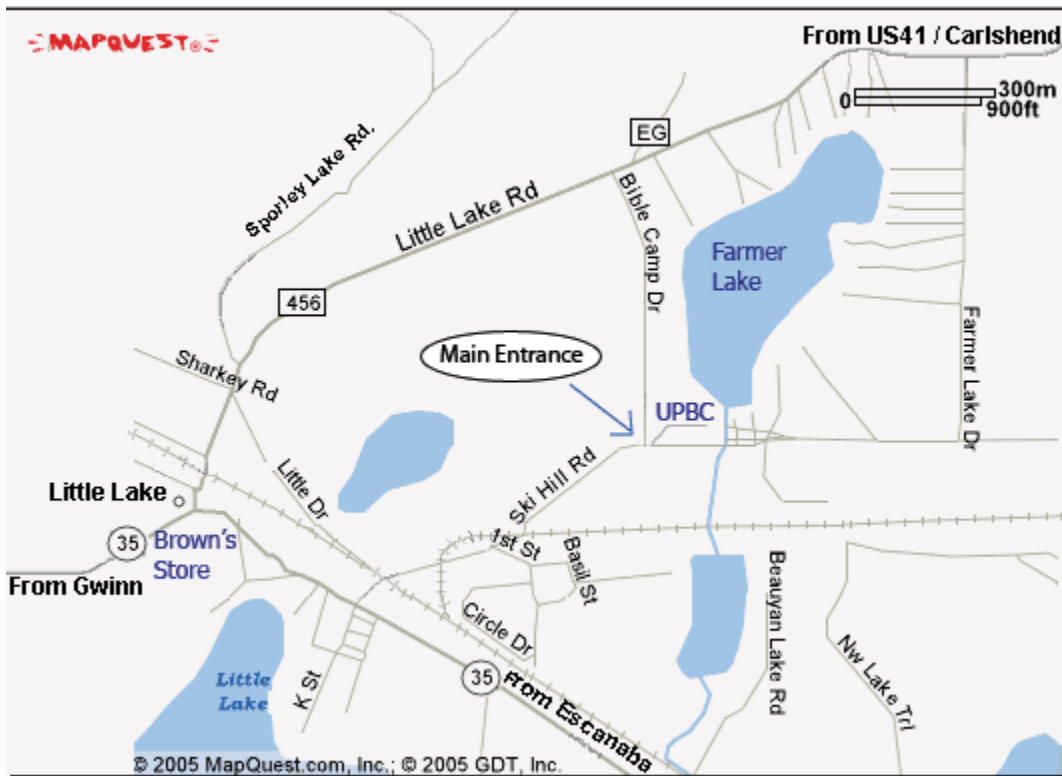 MAPQUEST®
From US41 / Carlshend
0 300m
900ft
EG
Sporley Lake Rd.
Little Lake Rd
Bible Camp Dr
Farmer
Lake
456
Farmer Lake Dr
Main Entrance
Sharkey Rd
UPBC
Ski Hill Rd
Little Dr
Little Lake
35
Brown's
Store
1st St
Basil St
From Gwinn
Beauyan Lake Rd
Circle Dr
Nw Lake Trl
Little
Lake
K St
35
From Escanaba
© 2005 MapQuest.com, Inc.; © 2005 GDT, Inc.